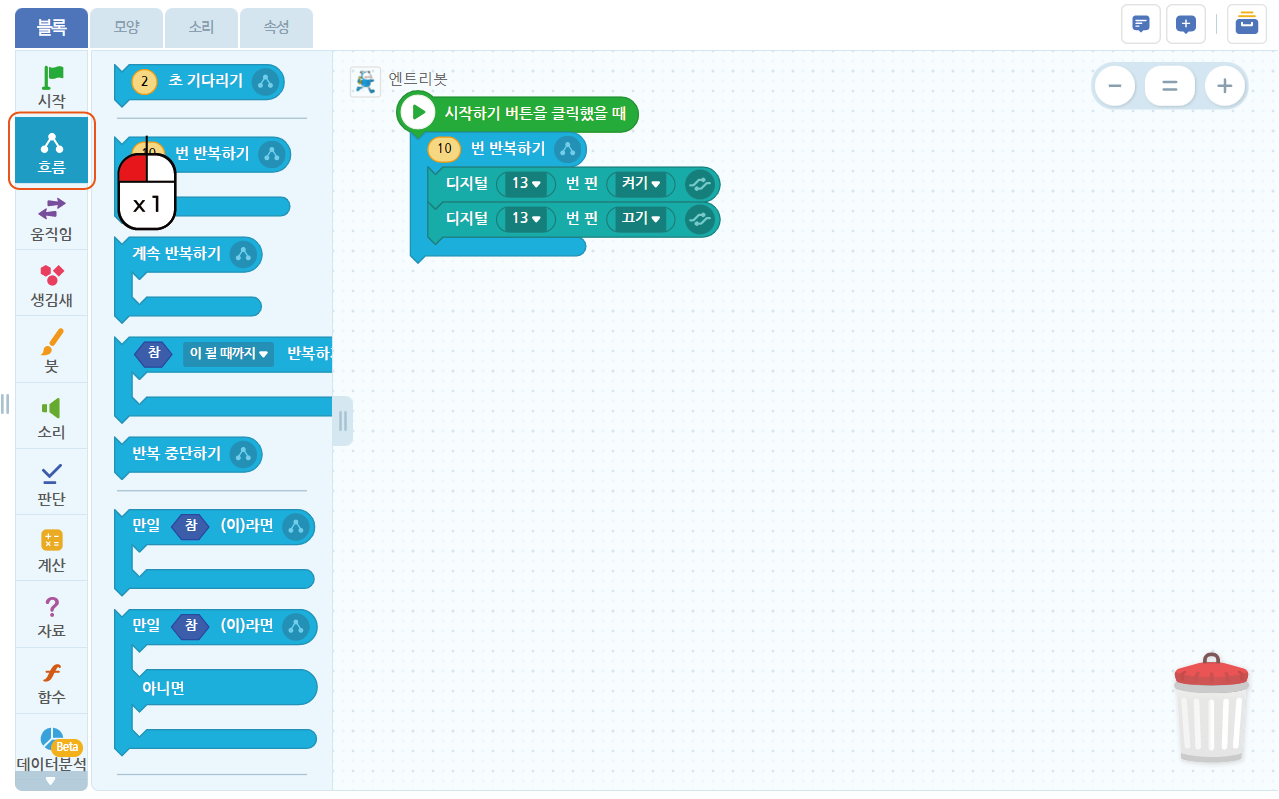 블록
모양
소리
속성
시작
흐름
움직임
생김새
붓
소리
판단
계산
자료
함수
Beta
데이터분석
2 초 기다리기
10 번 반복하기
x 1
계속 반복하기
참 이 될 때까지 ▼ 반복하기
반복 중단하기
만일 참 (이)라면
만일 참 (이)라면
아니면
엔트리봇
시작하기 버튼을 클릭했을 때
10 번 반복하기
디지털 13 ▼ 번 핀 켜기 ▼
디지털 13 ▼ 번 핀 끄기 ▼